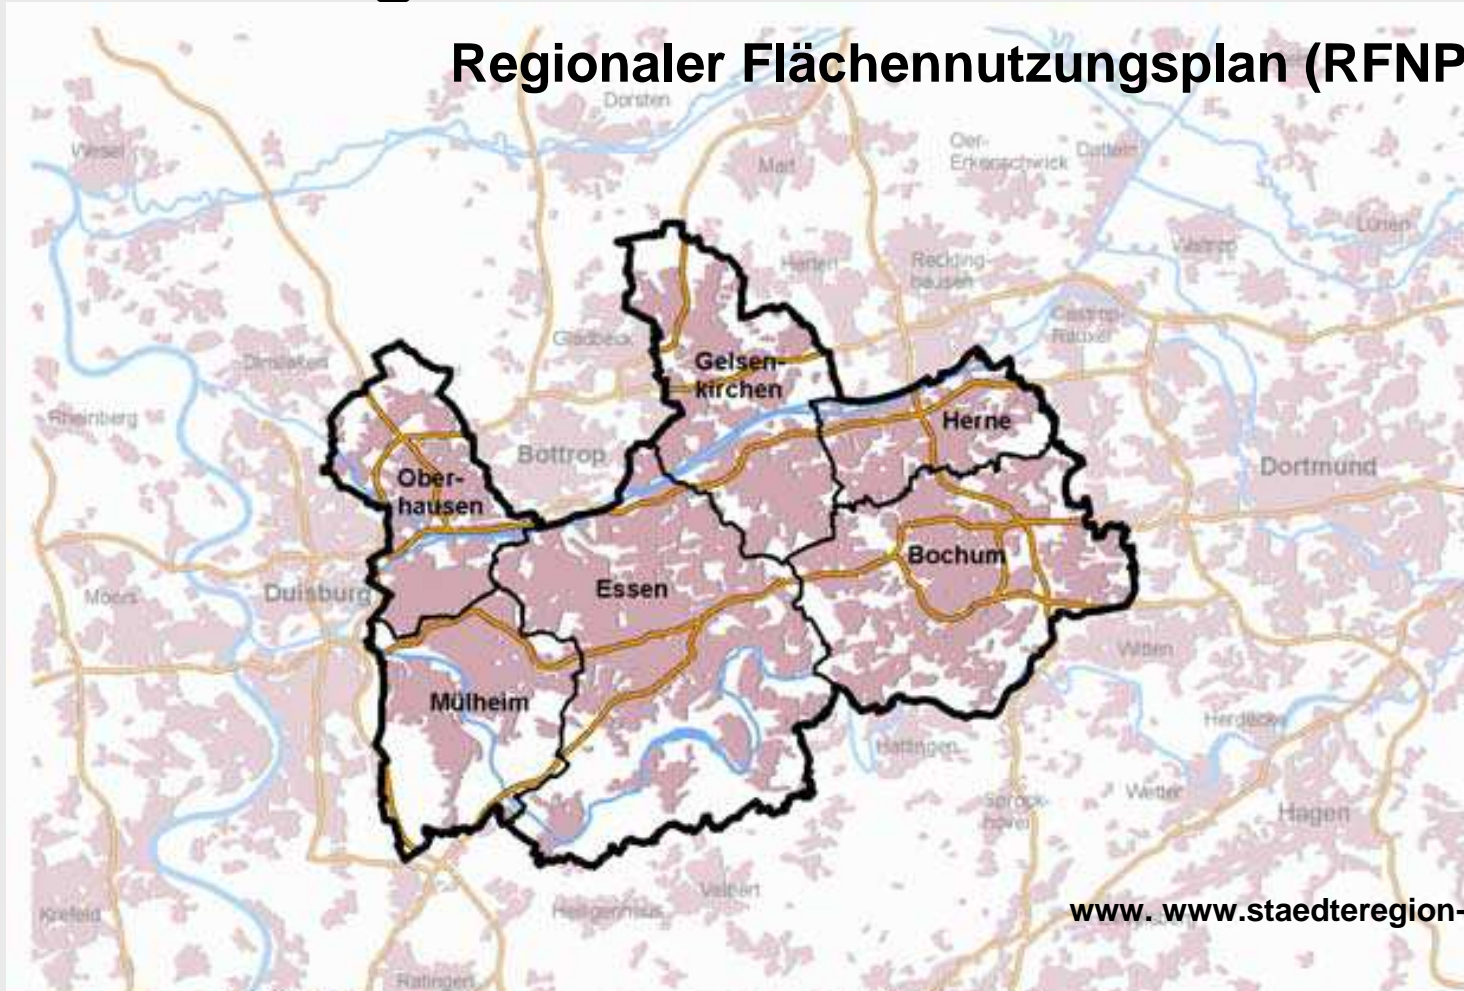 Regionaler Flächennutzungsplan (RFNP
Dorsten
Wesel
Marl
Oer-
Erkenschwick
Datteln
Lünen
Waltrop
Herten
Reckling-
hausen
Castrop-
Rauxel
Gladbeck
Dinslaken
Gelsen-
kirchen
Rheinberg
Herne
Bottrop
Dortmund
Ober-
hausen
Bochum
Essen
Duisburg
Moers
Witten
Mülheim
Herdecke
Hattingen
Wetter
Sprock-
hövel
Hagen
Velbert
Heiligenhaus
www. www.staedteregion-
Krefeld
Ratingen